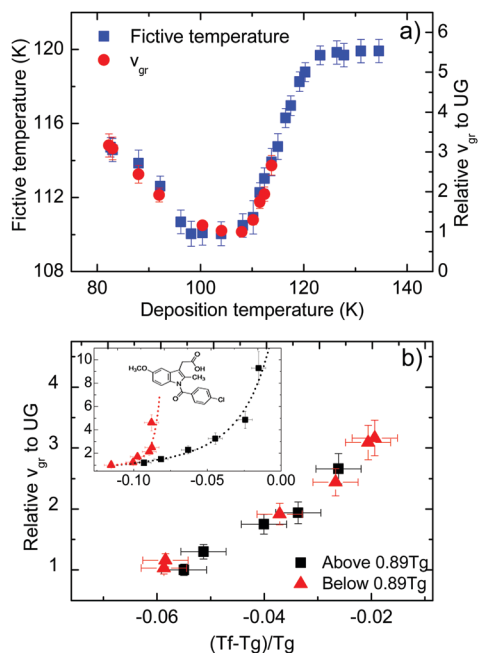 Fictive temperature
v_gr
a)
Fictive temperature (K)
120
116
112
108
Relative v_gr to UG
6
5
4
3
2
1
0
80
100
120
140
Deposition temperature (K)
b)
10
8
6
4
2
CH₃O
O
OH
CH₃
N
O
Cl
-0.10
-0.05
0.00
Relative v_gr to UG
4
3
2
1
Above 0.89Tg
Below 0.89Tg
-0.06
-0.04
-0.02
(Tf-Tg)/Tg